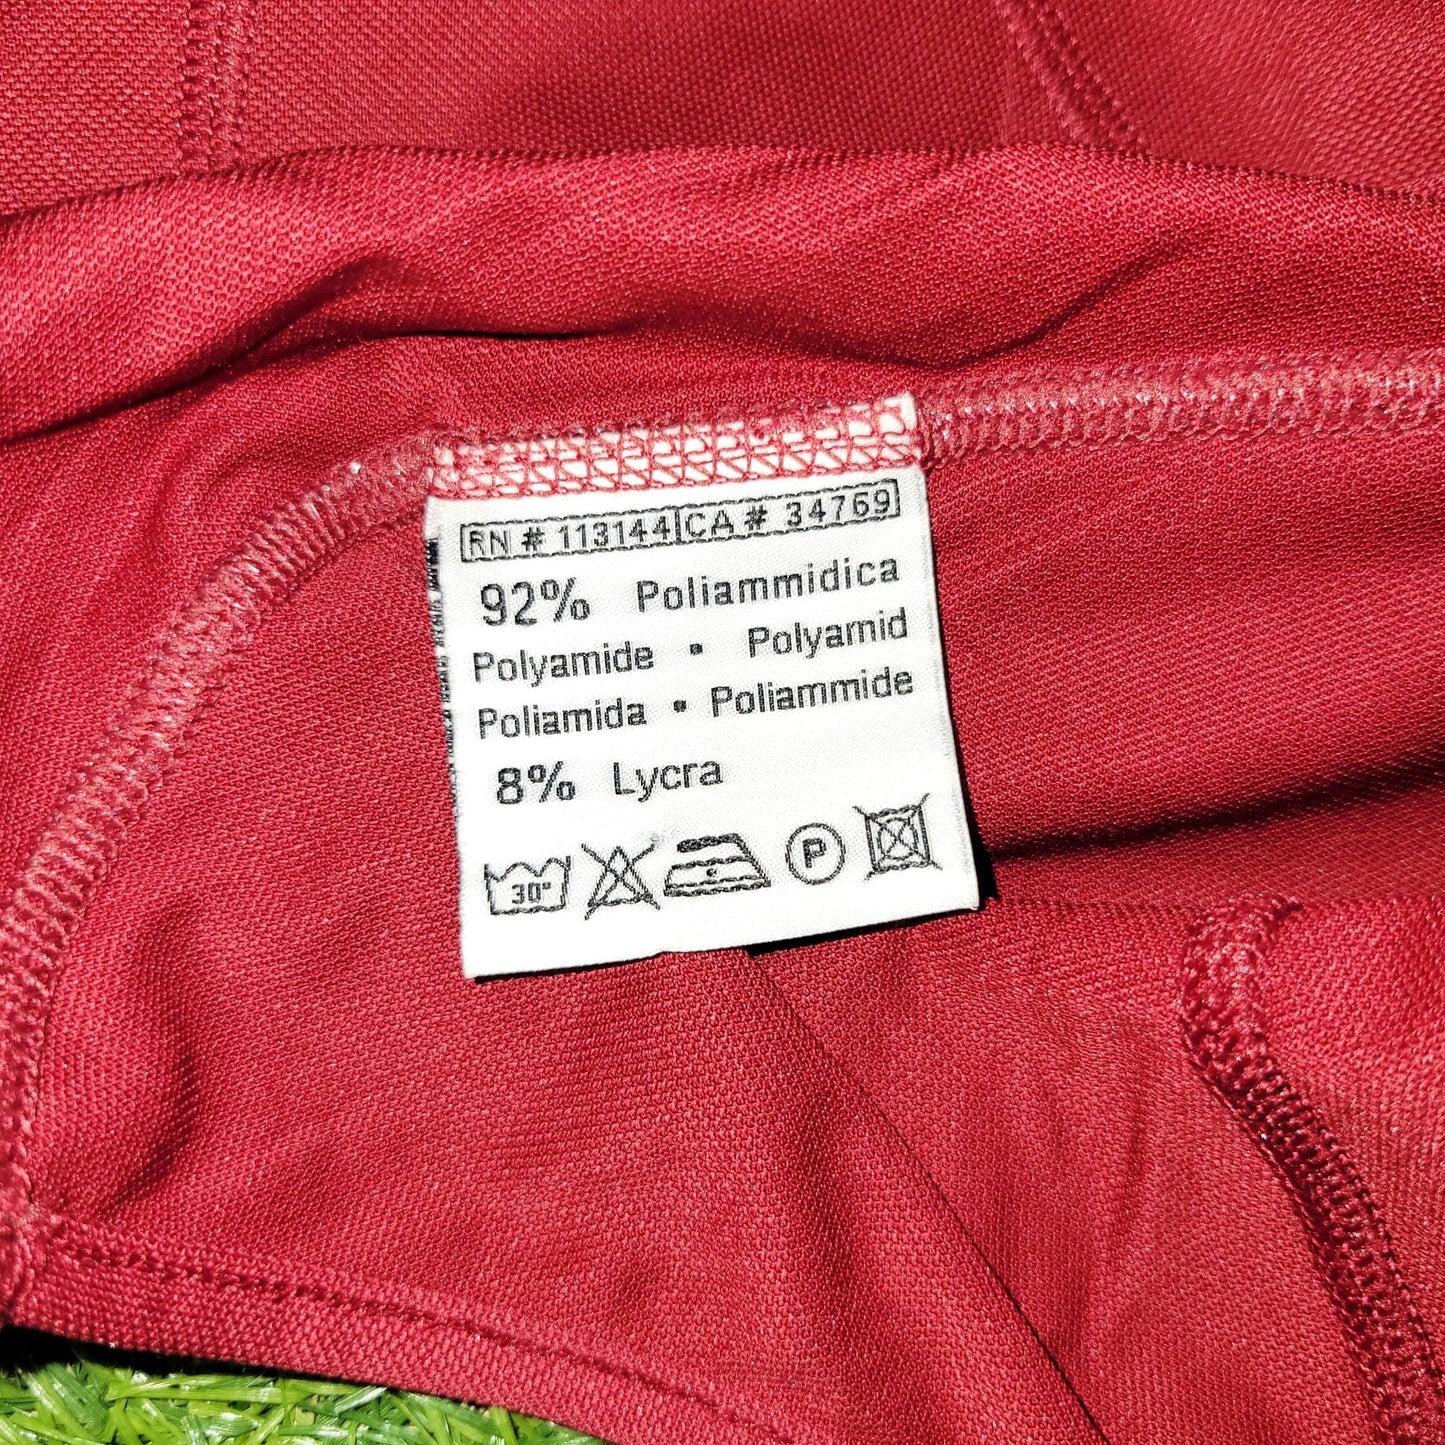 RN # 113144 CA # 34769
92% Poliammidica
Polyamide • Polyamid
Poliamida • Poliammide
8% Lycra
30° P